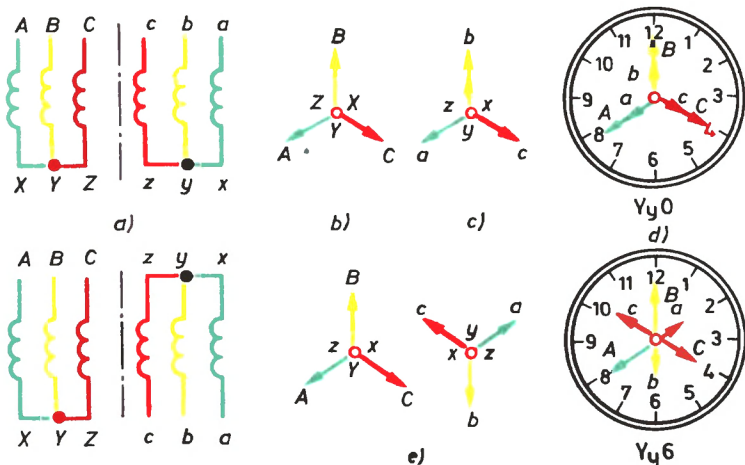 A B C c b a
X Y Z z y x
a)
B
Z X
Y
A C
b)
b
z x
y
a c
c)
12
11 1
10 2
9 3
8 4
7 5
6
B
b
A a c C
Yy0
d)
A B C z y x
X Y Z c b a
B
z x
Y
A C
c a
y
x z
b
e)
12
11 1
10 2
9 3
8 4
7 5
6
B
c a
A C
b
Yy6